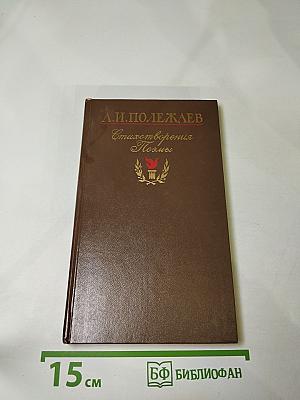 А.И.ПОЛЕЖАЕВ
Стихотворения
Поэмы
15 см
БФ БИБЛИОФАН